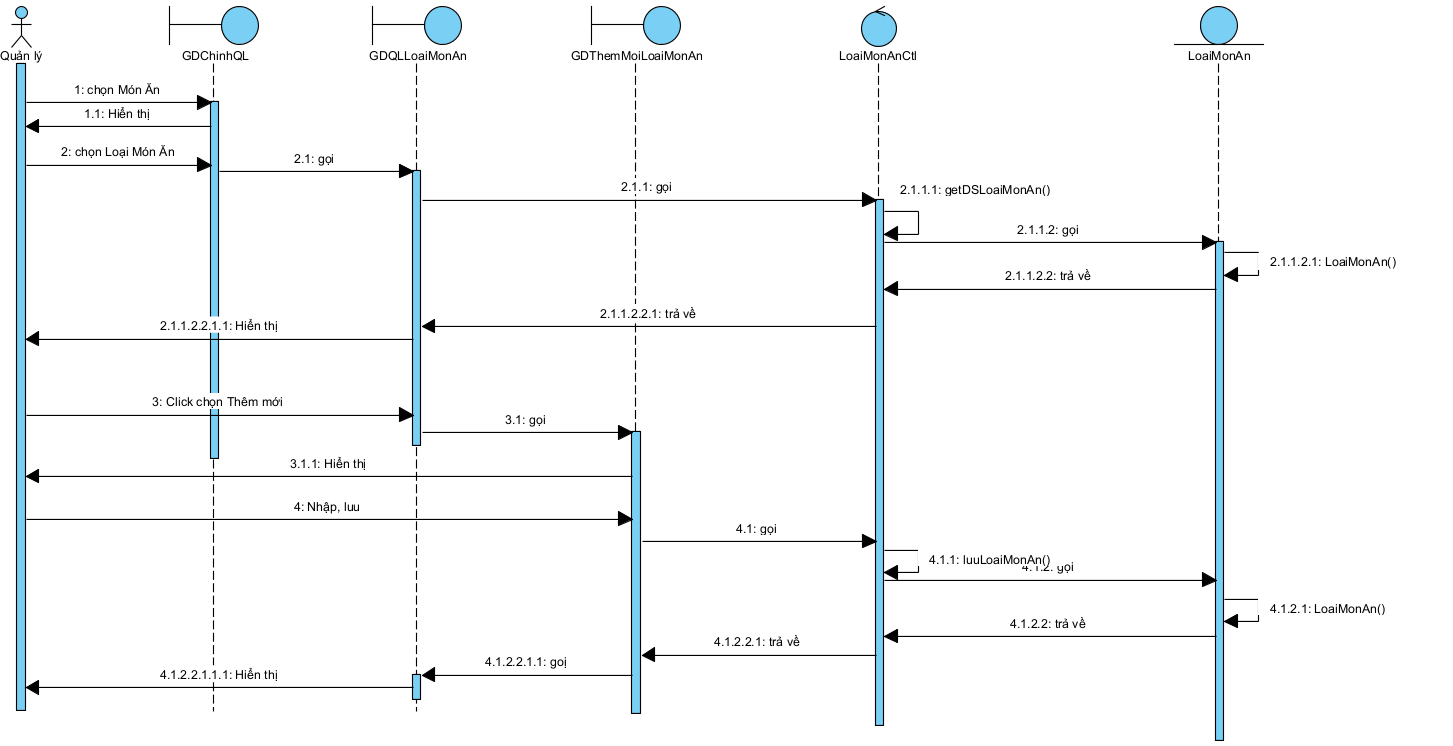 Quản lý
GDChinhQL
GDQLLoaiMonAn
GDThemMoiLoaiMonAn
LoaiMonAnCtl
LoaiMonAn
1: chọn Món Ăn
1.1: Hiển thị
2: chọn Loại Món Ăn
2.1: gọi
2.1.1: gọi
2.1.1.1: getDSLoaiMonAn()
2.1.1.2: gọi
2.1.1.2.1: LoaiMonAn()
2.1.1.2.2: trả về
2.1.1.2.2.1: trả về
2.1.1.2.2.1.1: Hiển thị
3: Click chọn Thêm mới
3.1: gọi
3.1.1: Hiển thị
4: Nhập, luu
4.1: gọi
4.1.1: luuLoaiMonAn()
4.1.2: gọi
4.1.2.1: LoaiMonAn()
4.1.2.2: trả về
4.1.2.2.1: trả về
4.1.2.2.1.1: goị
4.1.2.2.1.1.1: Hiển thị